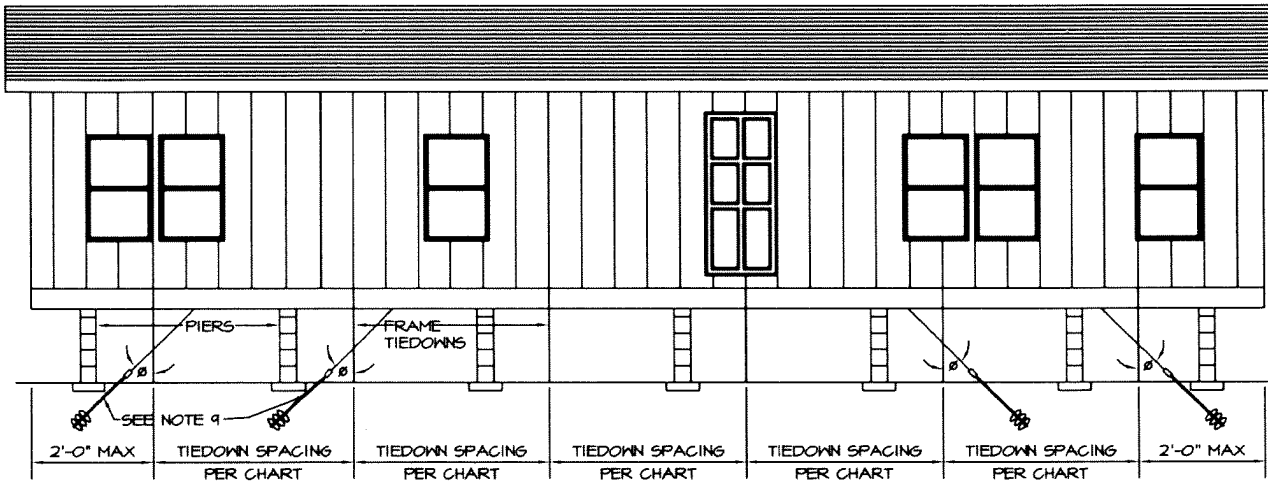 PIERS
FRAME
TIEDOWNS
Ø
Ø
Ø
Ø
SEE NOTE 9
2'-0" MAX
TIEDOWN SPACING
PER CHART
TIEDOWN SPACING
PER CHART
TIEDOWN SPACING
PER CHART
TIEDOWN SPACING
PER CHART
TIEDOWN SPACING
PER CHART
2'-0" MAX